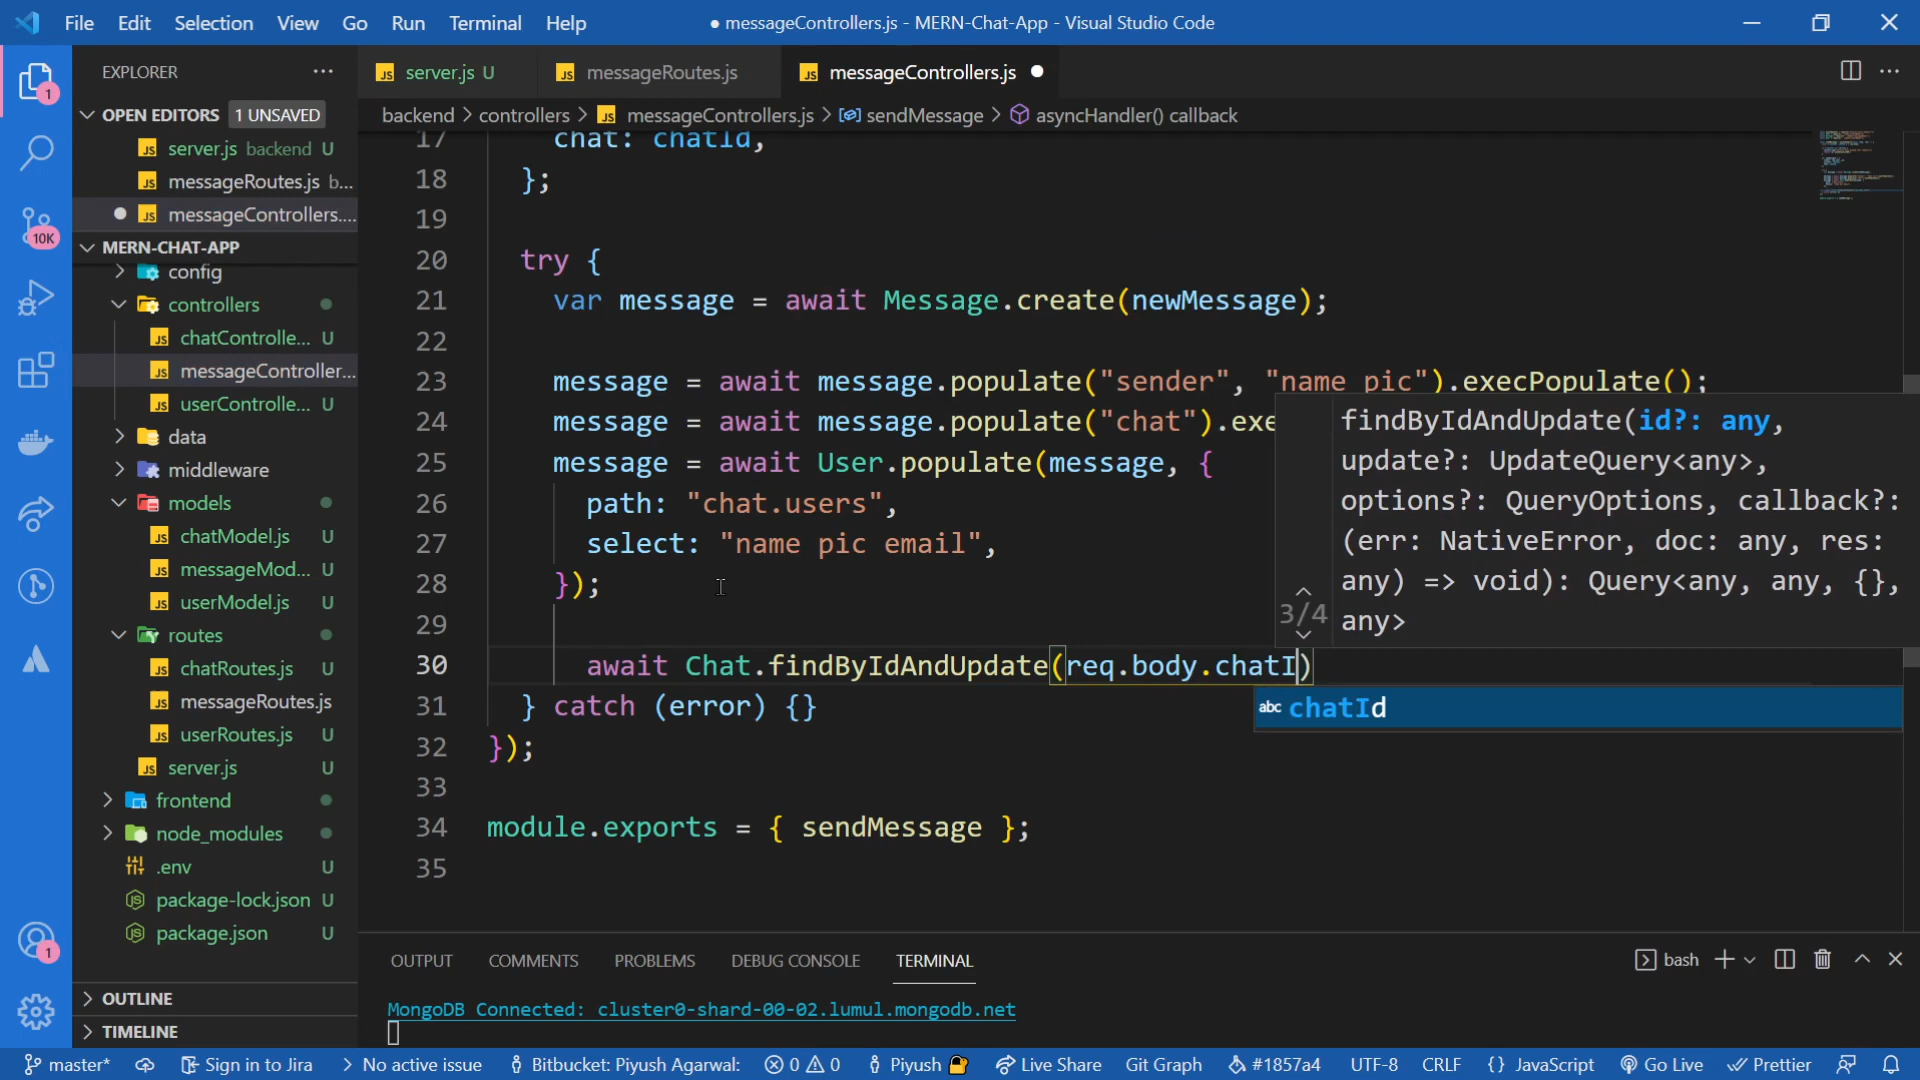 File Edit Selection View Go Run Terminal Help ● messageControllers.js - MERN-Chat-App - Visual Studio Code
EXPLORER
OPEN EDITORS 1 UNSAVED
server.js backend U
messageRoutes.js b...
messageControllers....
MERN-CHAT-APP
config
controllers
chatControlle... U
messageController...
userControlle... U
data
middleware
models
chatModel.js U
messageMod... U
userModel.js U
routes
chatRoutes.js U
messageRoutes.js
userRoutes.js U
server.js U
frontend
node_modules
.env U
package-lock.json U
package.json U
OUTLINE
TIMELINE
1
10K
1
server.js U messageRoutes.js messageControllers.js
backend > controllers > messageControllers.js > sendMessage > asyncHandler() callback
17 chat: chatId,
18 };
19
20 try {
21 var message = await Message.create(newMessage);
22
23 message = await message.populate("sender", "name pic").execPopulate();
24 message = await message.populate("chat").exe
25 message = await User.populate(message, {
26 path: "chat.users",
27 select: "name pic email",
28 });
29
30 await Chat.findByIdAndUpdate(req.body.chatI)
31 } catch (error) {}
32 });
33
34 module.exports = { sendMessage };
35
3/4
findByIdAndUpdate(id?: any,
update?: UpdateQuery<any>,
options?: QueryOptions, callback?:
(err: NativeError, doc: any, res:
any) => void): Query<any, any, {},
any>
abc chatId
OUTPUT COMMENTS PROBLEMS DEBUG CONSOLE TERMINAL bash
MongoDB Connected: cluster0-shard-00-02.lumul.mongodb.net
master* Sign in to Jira No active issue Bitbucket: Piyush Agarwal: 0 0 Piyush Live Share Git Graph #1857a4 UTF-8 CRLF {} JavaScript Go Live Prettier